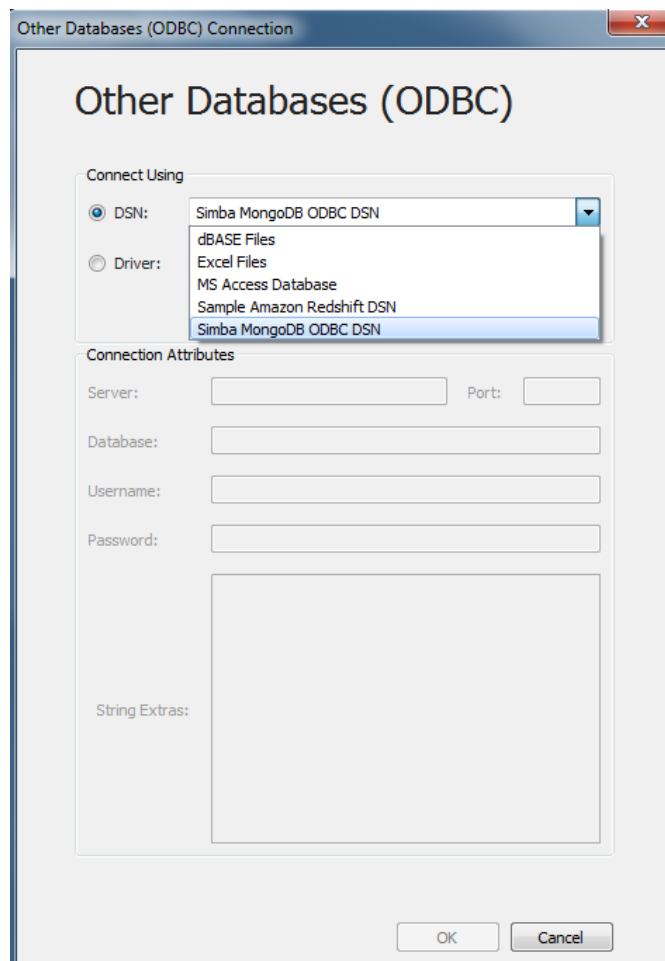 Other Databases (ODBC) Connection
Other Databases (ODBC)
Connect Using
DSN: Simba MongoDB ODBC DSN
dBASE Files
Driver: Excel Files
MS Access Database
Sample Amazon Redshift DSN
Simba MongoDB ODBC DSN
Connection Attributes
Server: Port:
Database:
Username:
Password:
String Extras:
OK Cancel